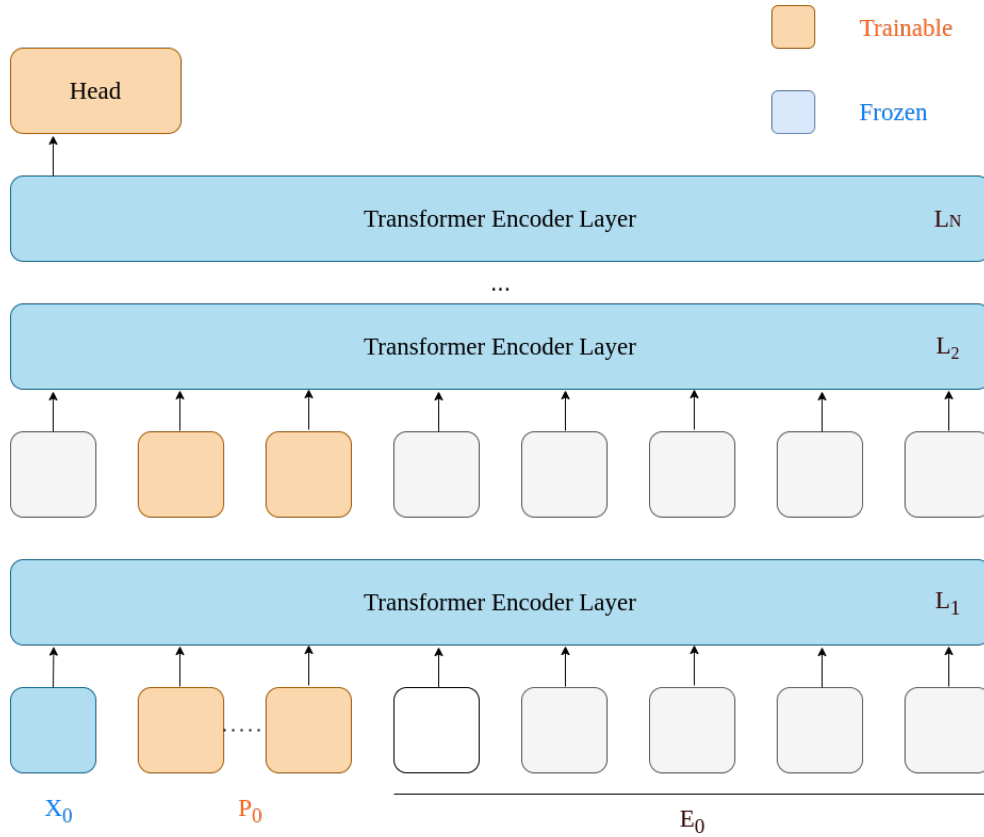 Trainable
Head
Frozen
Transformer Encoder Layer LN
...
Transformer Encoder Layer L2
Transformer Encoder Layer L1
.....
X0 P0 E0